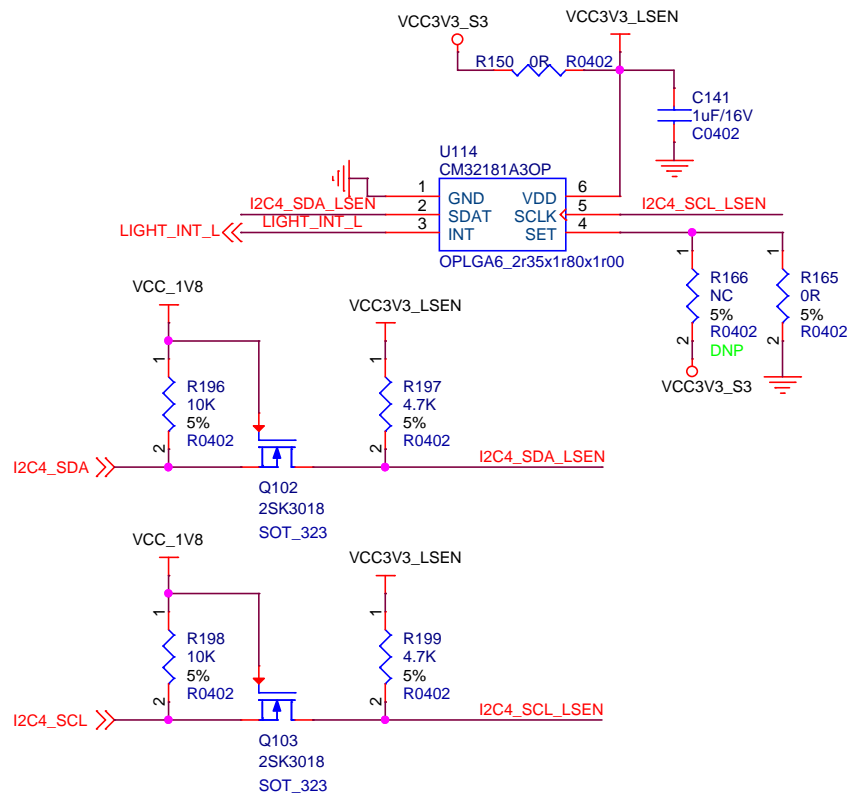 VCC3V3_S3
VCC3V3_LSEN
R150 0R R0402
C141
1uF/16V
C0402
U114
CM32181A3OP
1 GND VDD 6
I2C4_SDA_LSEN 2 SDAT SCLK 5 I2C4_SCL_LSEN
LIGHT_INT_L LIGHT_INT_L 3 INT SET 4
OPLGA6_2r35x1r80x1r00
1
R166
NC
5%
R0402
DNP
2
VCC3V3_S3
1
R165
0R
5%
R0402
2
VCC_1V8
VCC3V3_LSEN
1
R196
10K
5%
R0402
2
1
R197
4.7K
5%
R0402
2
I2C4_SDA
I2C4_SDA_LSEN
Q102
2SK3018
SOT_323
VCC_1V8
VCC3V3_LSEN
1
R198
10K
5%
R0402
2
1
R199
4.7K
5%
R0402
2
I2C4_SCL
I2C4_SCL_LSEN
Q103
2SK3018
SOT_323